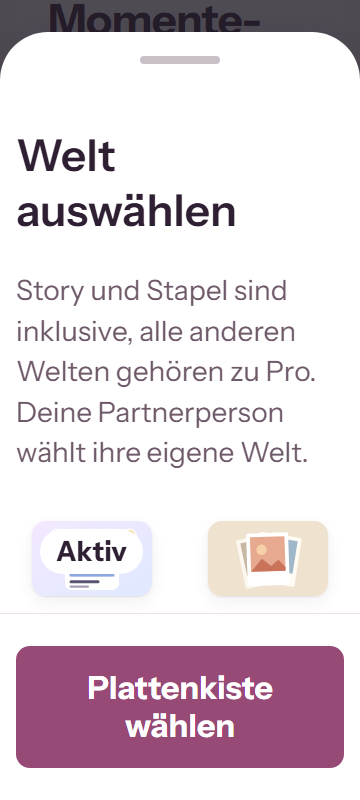 Momente-
Welt
auswählen
Story und Stapel sind
inklusive, alle anderen
Welten gehören zu Pro.
Deine Partnerperson
wählt ihre eigene Welt.
Aktiv
Plattenkiste
wählen